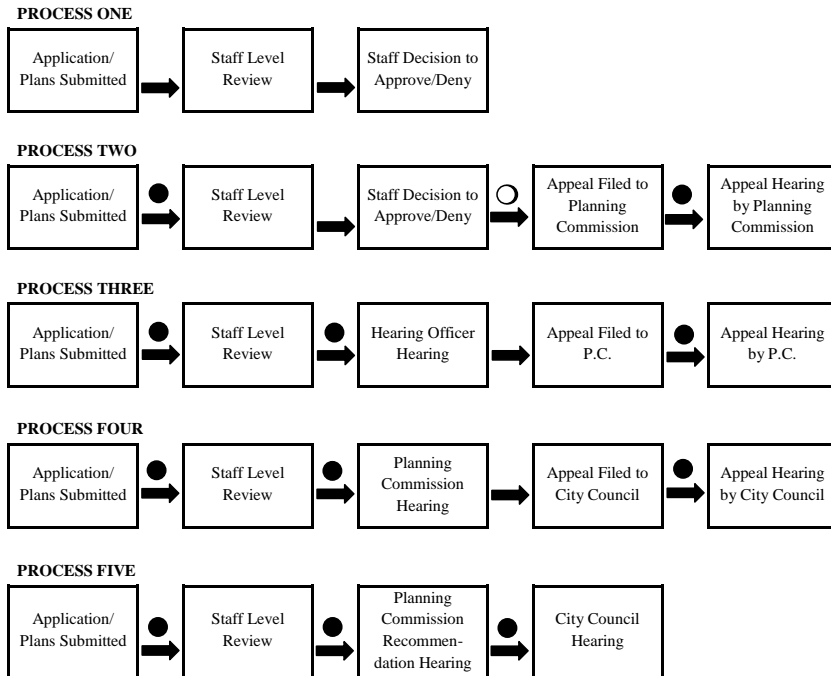 PROCESS ONE
Application/
Plans Submitted
Staff Level
Review
Staff Decision to
Approve/Deny
PROCESS TWO
Application/
Plans Submitted
Staff Level
Review
Staff Decision to
Approve/Deny
Appeal Filed to
Planning
Commission
Appeal Hearing
by Planning
Commission
PROCESS THREE
Application/
Plans Submitted
Staff Level
Review
Hearing Officer
Hearing
Appeal Filed to
P.C.
Appeal Hearing
by P.C.
PROCESS FOUR
Application/
Plans Submitted
Staff Level
Review
Planning
Commission
Hearing
Appeal Filed to
City Council
Appeal Hearing
by City Council
PROCESS FIVE
Application/
Plans Submitted
Staff Level
Review
Planning
Commission
Recommen-
dation Hearing
City Council
Hearing